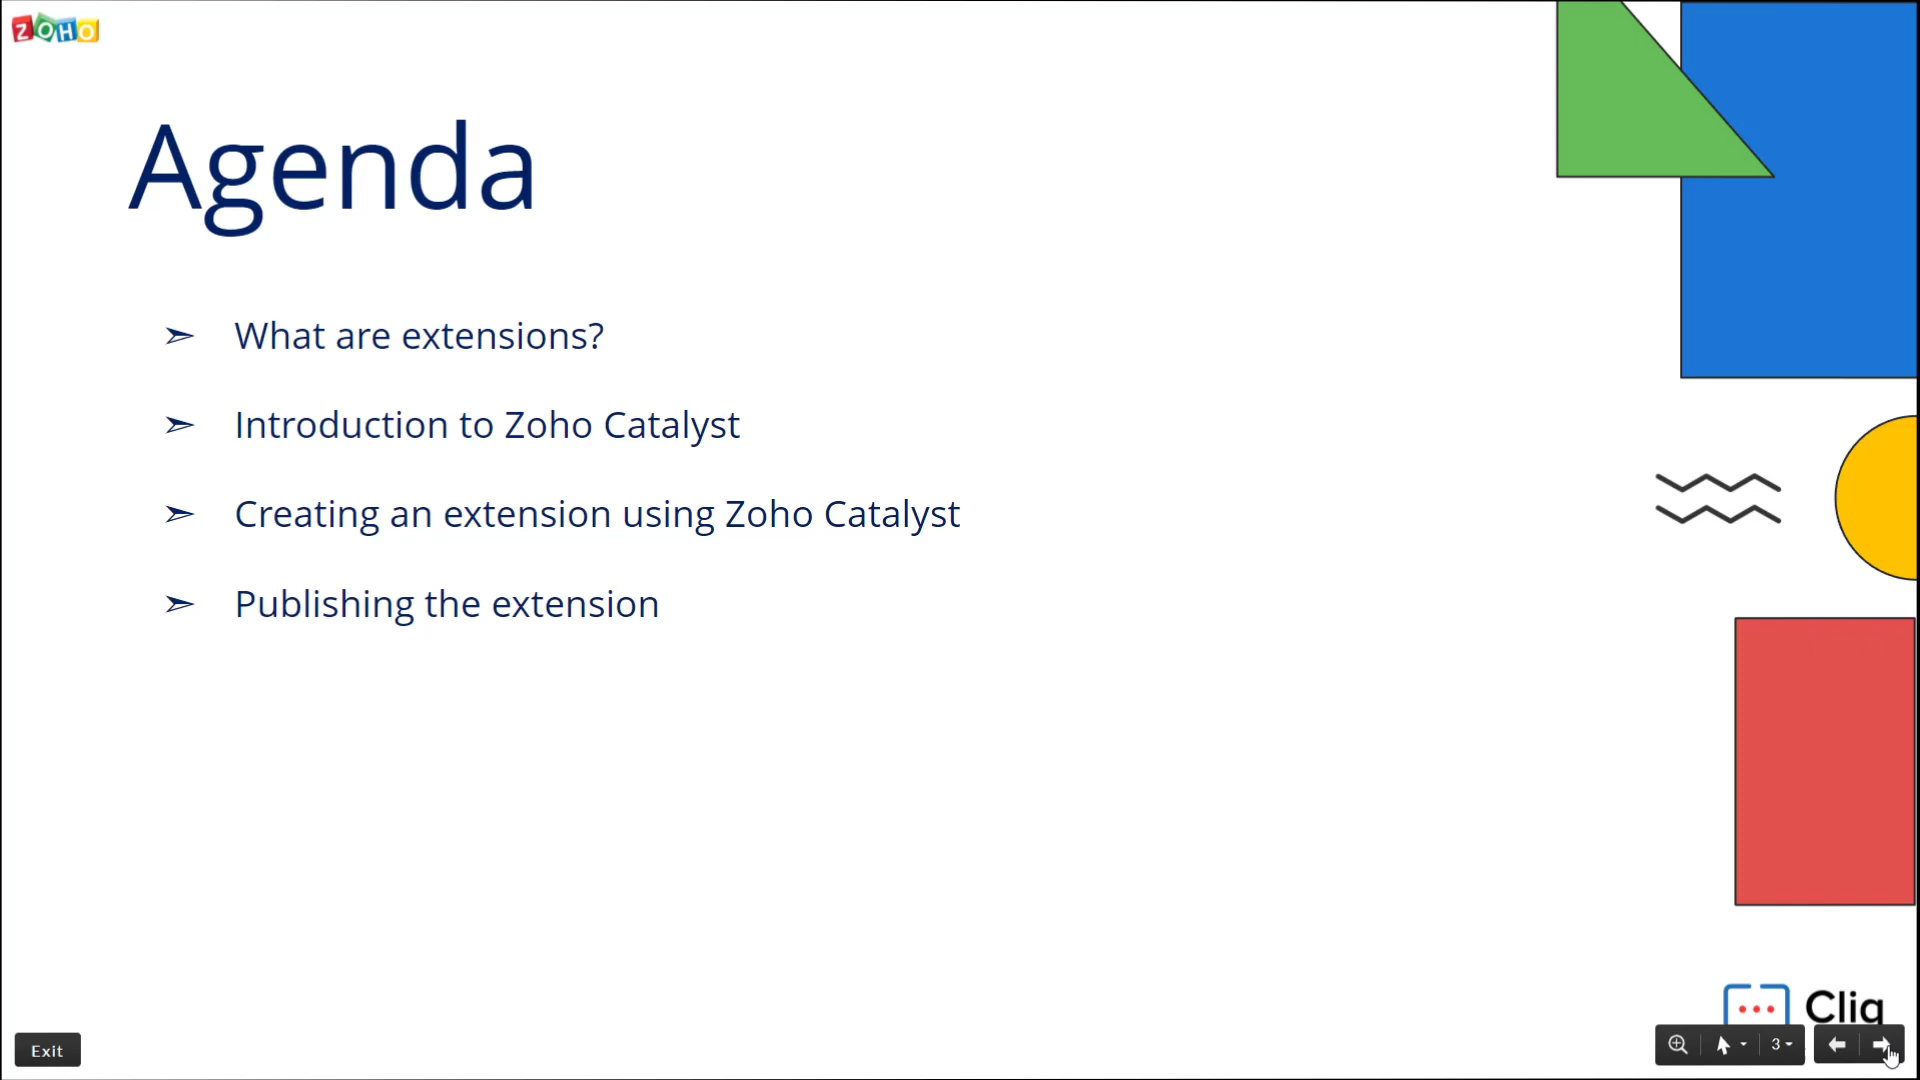 ZOHO
Agenda
➣ What are extensions?
➣ Introduction to Zoho Catalyst
➣ Creating an extension using Zoho Catalyst
➣ Publishing the extension
Cliq
Exit
3